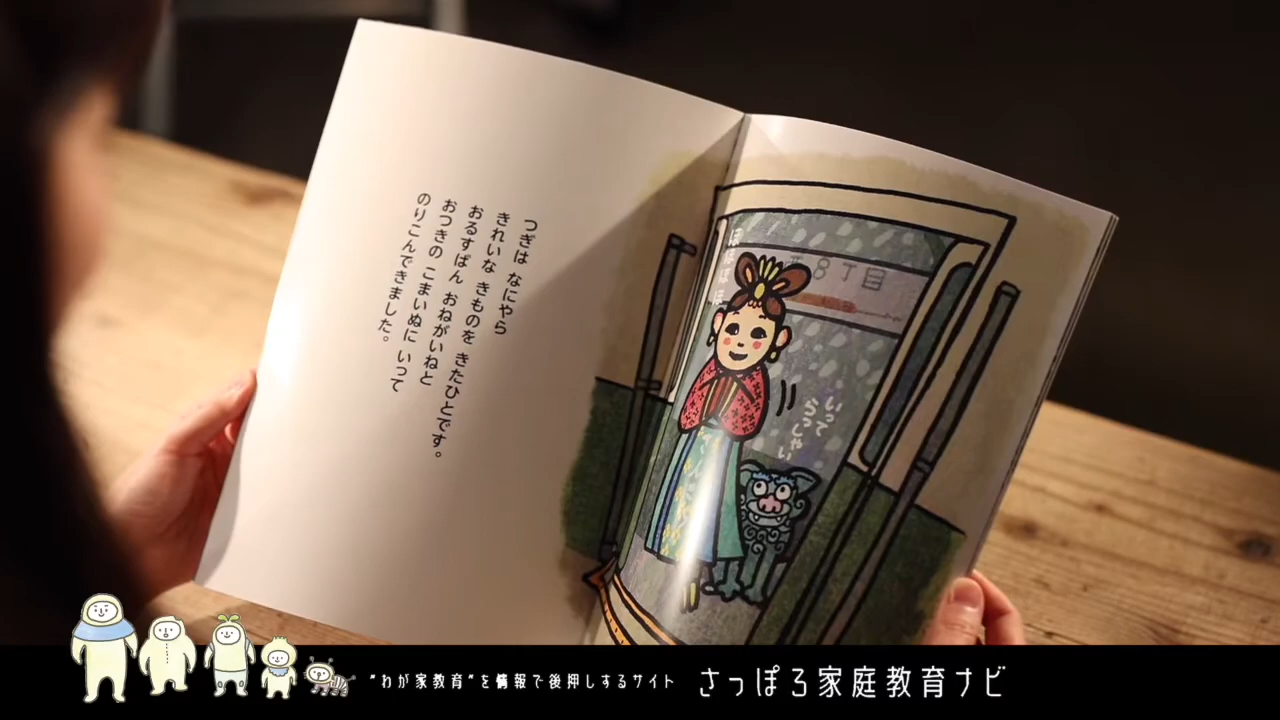 つぎは なにやら
きれいな きものを きたひとです。
おるすばん おねがいねと
おつきの こまいぬに いって
のりこんできました。
8丁目
いって
らっしゃい
"わが家教育"を情報で後押しするサイト
さっぽろ家庭教育ナビ